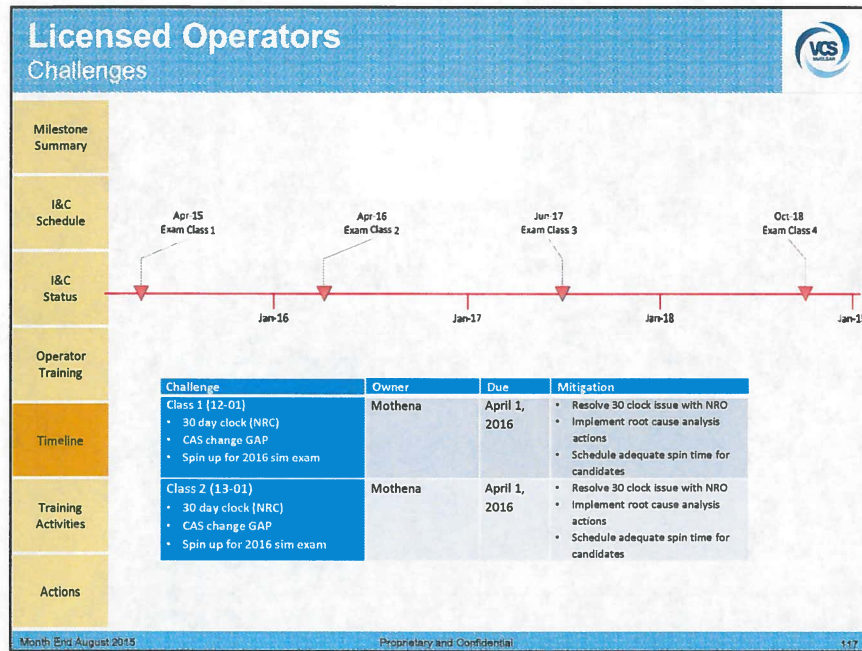 Licensed Operators
Challenges
VCS
Milestone
Summary
I&C
Schedule
I&C
Status
Operator
Training
Timeline
Training
Activities
Actions
Apr-15
Exam Class 1
Apr-16
Exam Class 2
Jun-17
Exam Class 3
Oct-18
Exam Class 4
Jan-16
Jan-17
Jan-18
Challenge Owner Due Mitigation
Class 1 (12-01) Mothena April 1, • Resolve 30 clock issue with NRO
• 30 day clock (NRC) 2016 • Implement root cause analysis
• CAS change GAP actions
• Spin up for 2016 sim exam • Schedule adequate spin time for
candidates
Class 2 (13-01) Mothena April 1, • Resolve 30 clock issue with NRO
• 30 day clock (NRC) 2016 • Implement root cause analysis
• CAS change GAP actions
• Spin up for 2016 sim exam • Schedule adequate spin time for
candidates
Month End August 2015 Proprietary and Confidential 117